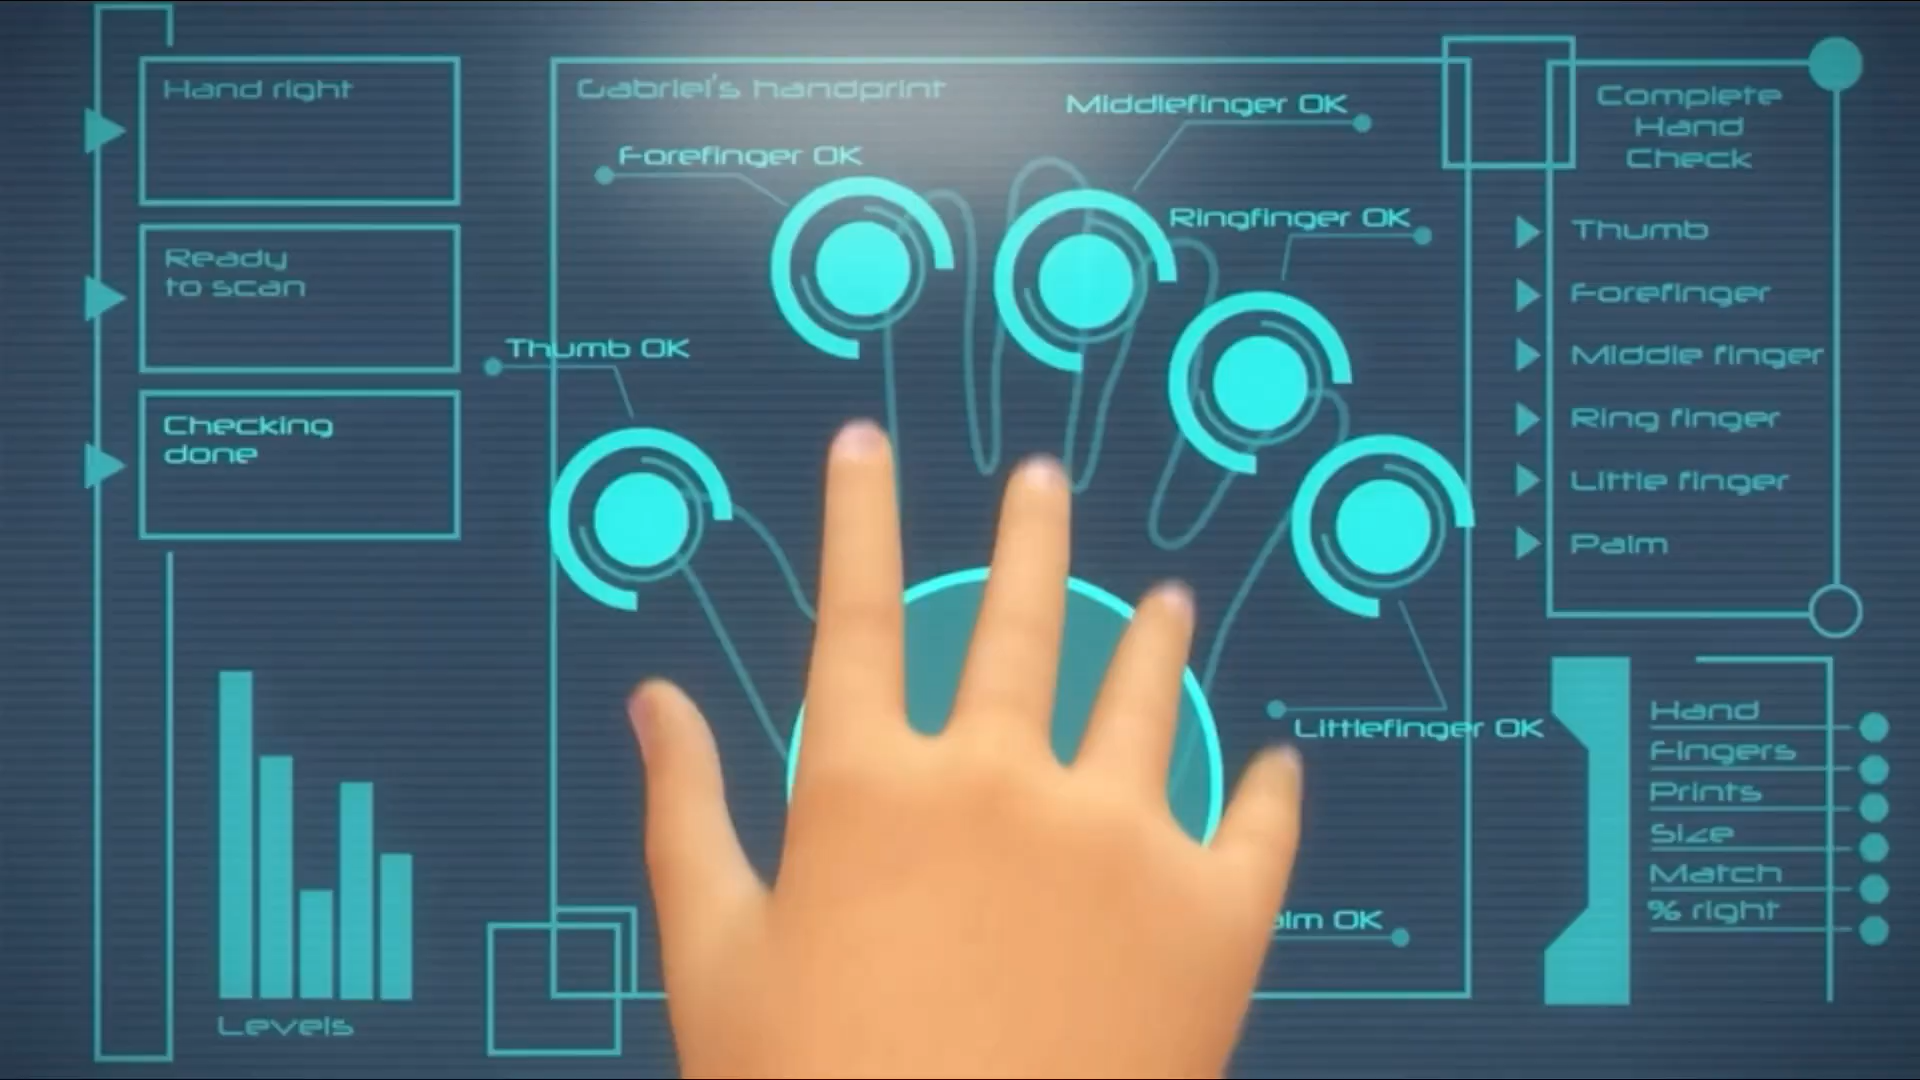 Hand right
Ready
to scan
Checking
done
Levels
Gabriel's handprint
Middlefinger OK
Forefinger OK
Ringfinger OK
Thumb OK
Littlefinger OK
alm OK
Complete
Hand
Check
Thumb
Forefinger
Middle finger
Ring finger
Little finger
Palm
Hand
Fingers
Prints
Size
Match
% right